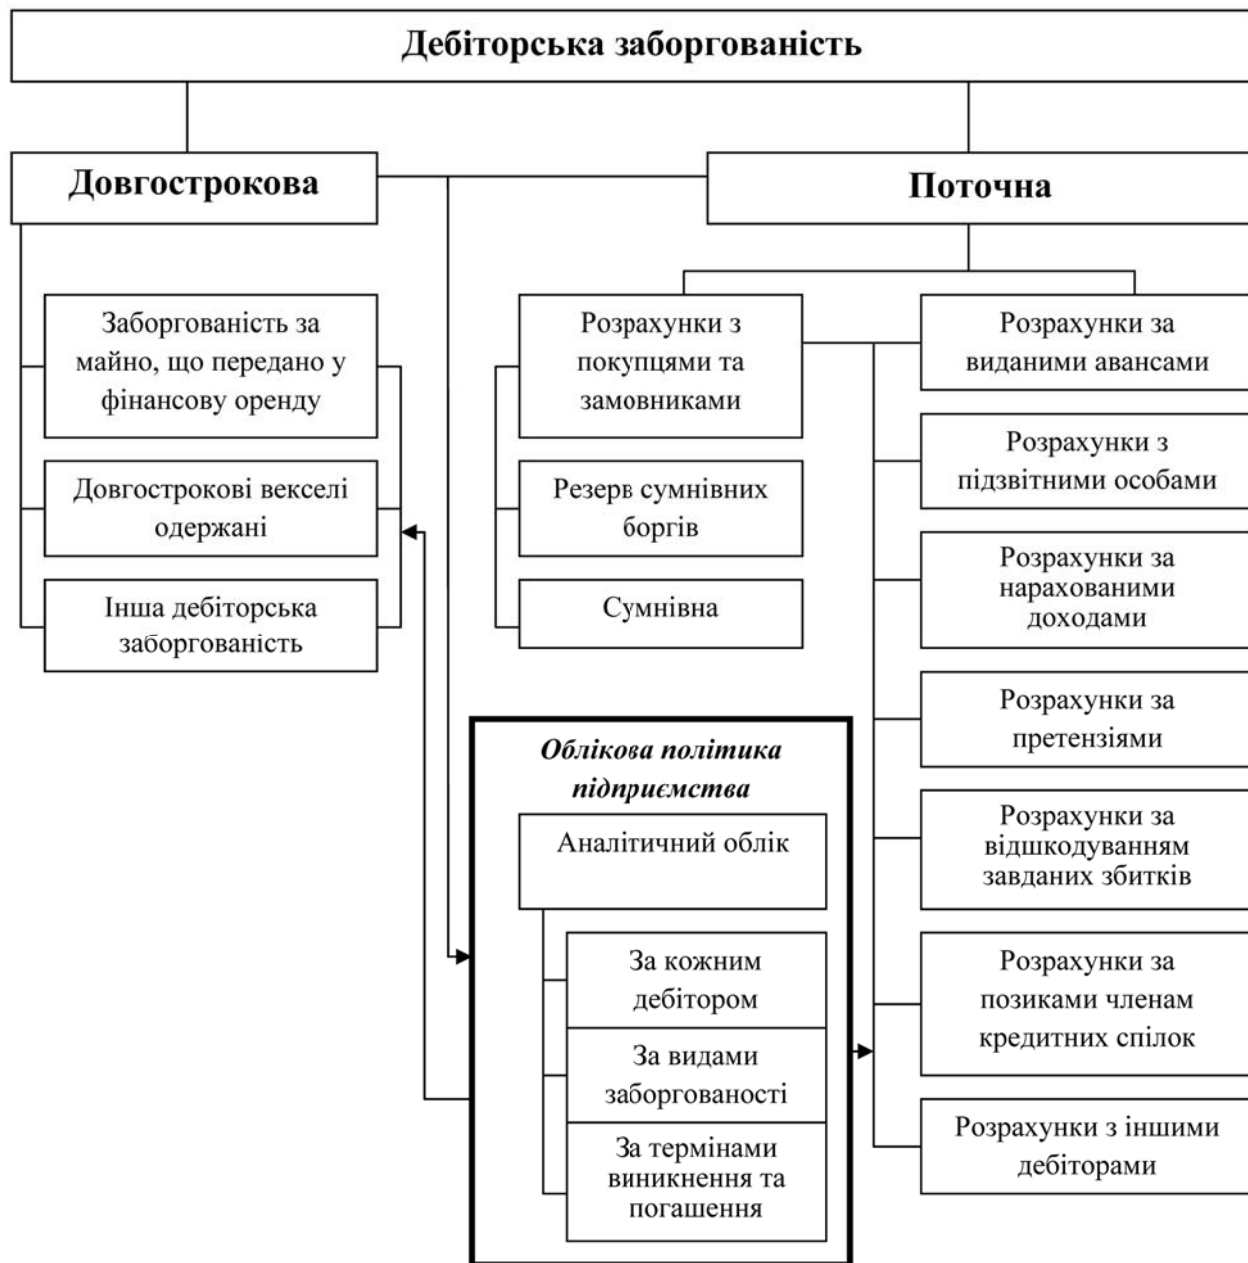 Дебіторська заборгованість
Довгострокова
Поточна
Заборгованість за
майно, що передано у
фінансову оренду
Довгострокові векселі
одержані
Інша дебіторська
заборгованість
Розрахунки з
покупцями та
замовниками
Резерв сумнівних
боргів
Сумнівна
Розрахунки за
виданими авансами
Розрахунки з
підзвітними особами
Розрахунки за
нарахованими
доходами
Розрахунки за
претензіями
Розрахунки за
відшкодуванням
завданих збитків
Розрахунки за
позиками членам
кредитних спілок
Розрахунки з іншими
дебіторами
Облікова політика
підприємства
Аналітичний облік
За кожним
дебітором
За видами
заборгованості
За термінами
виникнення та
погашення